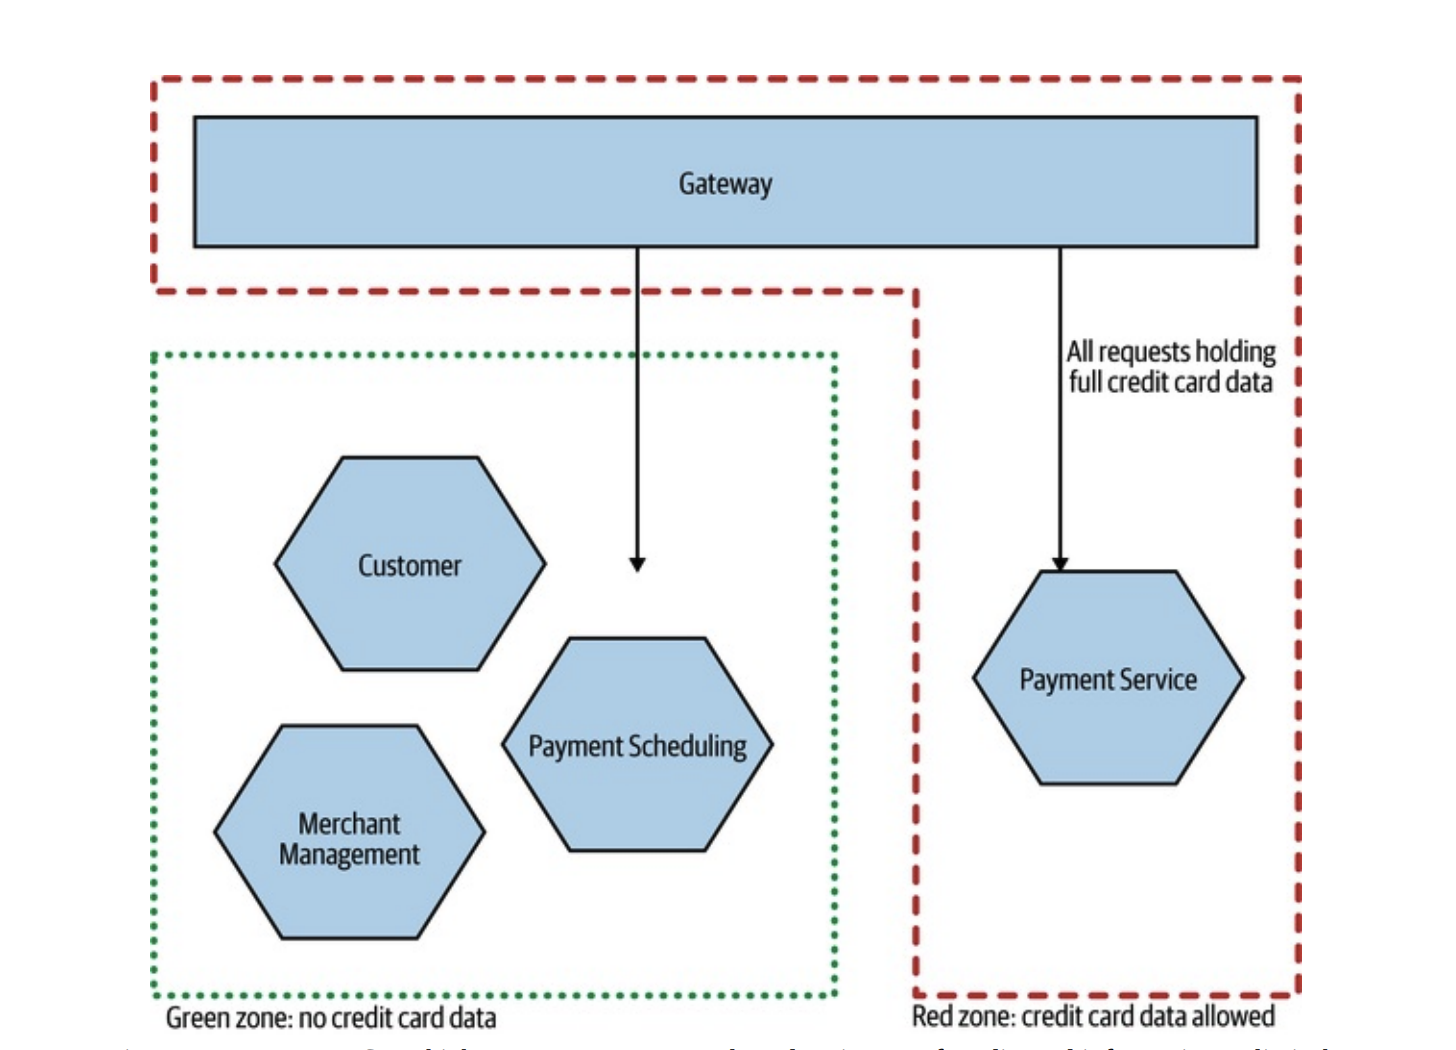 Gateway
All requests holding
full credit card data
Customer
Payment Service
Payment Scheduling
Merchant
Management
Green zone: no credit card data
Red zone: credit card data allowed